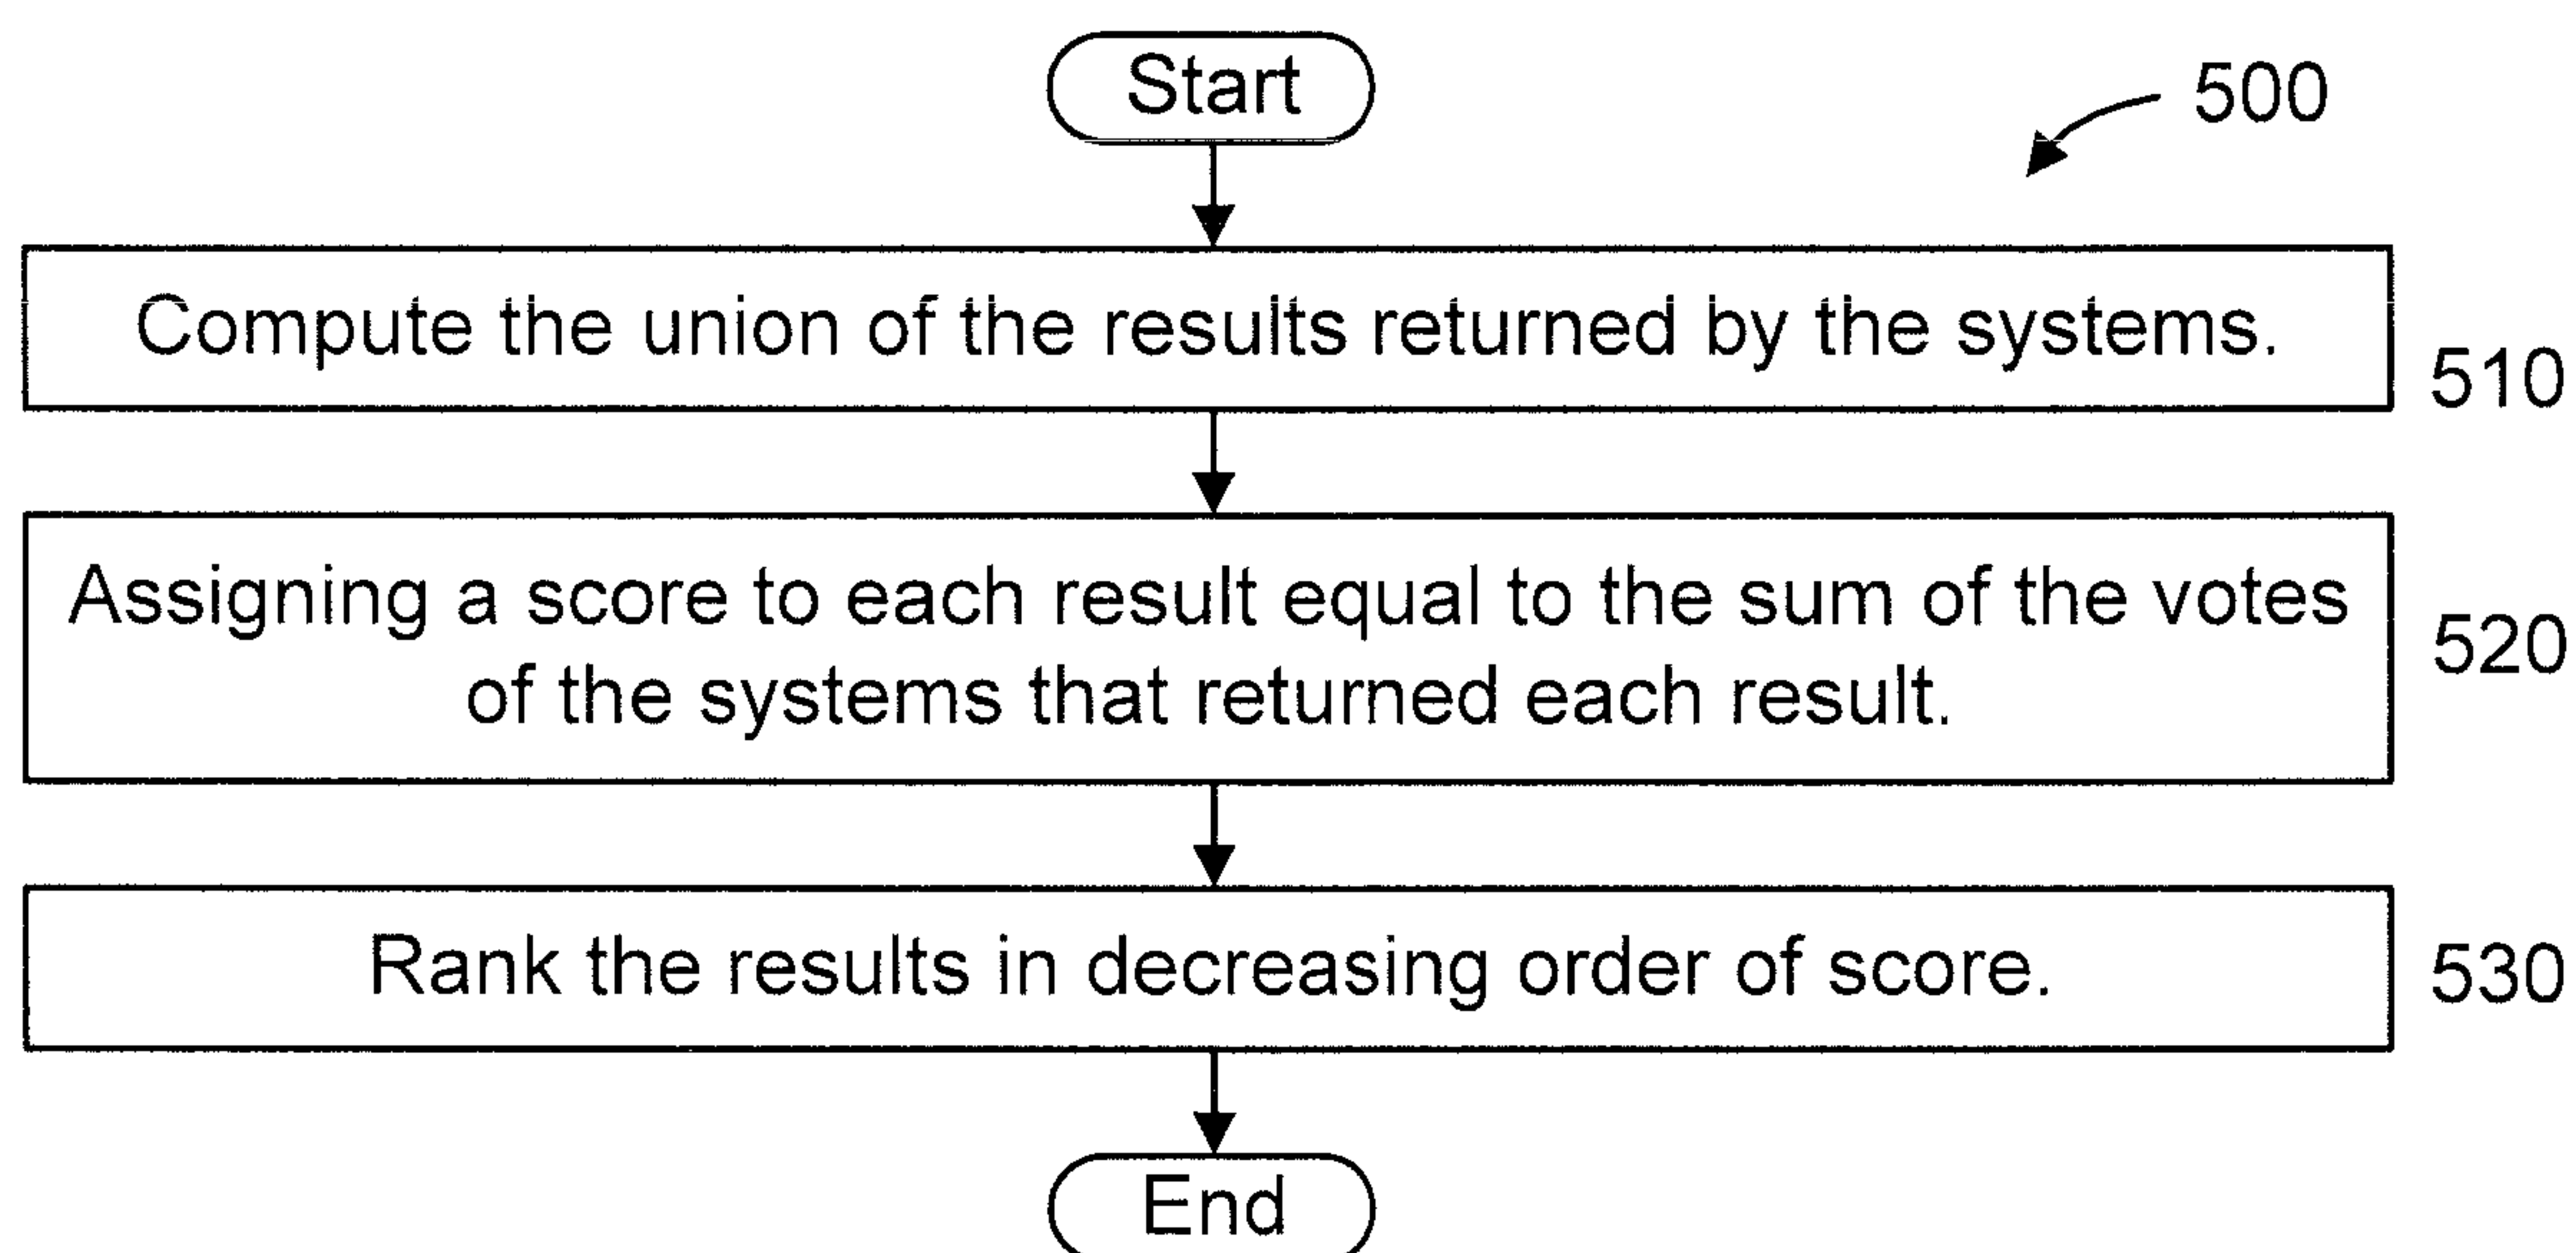 Start
500
Compute the union of the results returned by the systems.
510
Assigning a score to each result equal to the sum of the votes
of the systems that returned each result.
520
Rank the results in decreasing order of score.
530
End